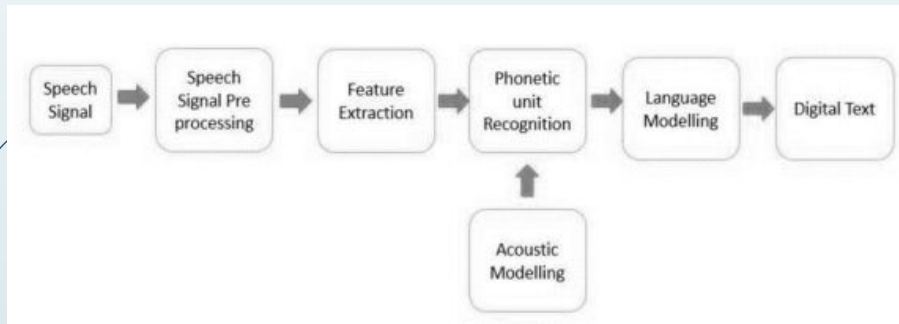 Speech
Signal
Speech
Signal Pre
processing
Feature
Extraction
Phonetic
unit
Recognition
Language
Modelling
Digital Text
Acoustic
Modelling